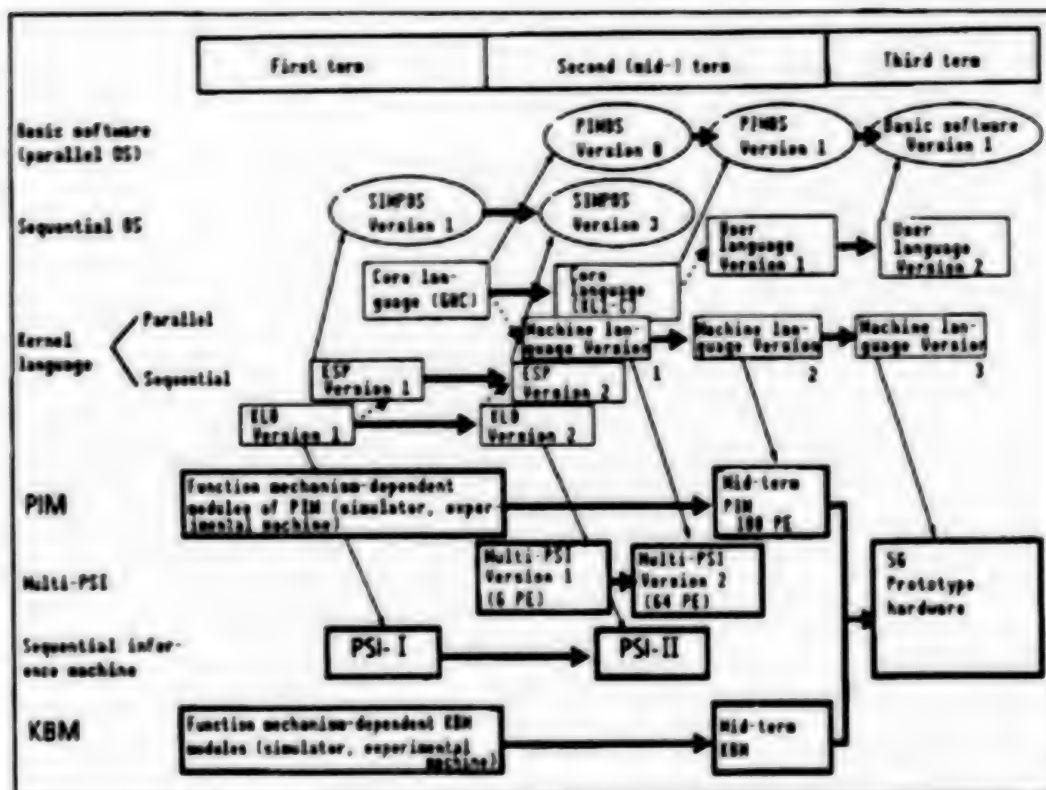 First term
Second (mid-) term
Third term
Basic software
(parallel OS)
PIMOS
Version 0
PIMOS
Version 1
Basic software
Version 1
Sequential OS
SIMPOS
Version 1
SIMPOS
Version 3
User
language
Version 1
User
language
Version 2
Core lan-
guage (GHC)
Core
language
(KL1-C)
Kernel
language
Parallel
Sequential
Machine lan-
guage Version
1
Machine lan-
guage Version
2
Machine lan-
guage Version
3
ESP
Version 1
ESP
Version 2
KL0
Version 1
KL0
Version 2
PIM
Function mechanism-dependent
modules of PIM (simulator, exper-
imental machine)
Mid-term
PIM
100 PE
Multi-PSI
Multi-PSI
Version 1
(6 PE)
Multi-PSI
Version 2
(64 PE)
5G
Prototype
hardware
Sequential infer-
ence machine
PSI-I
PSI-II
KBM
Function mechanism-dependent KBM
modules (simulator, experimental
machine)
Mid-term
KBM